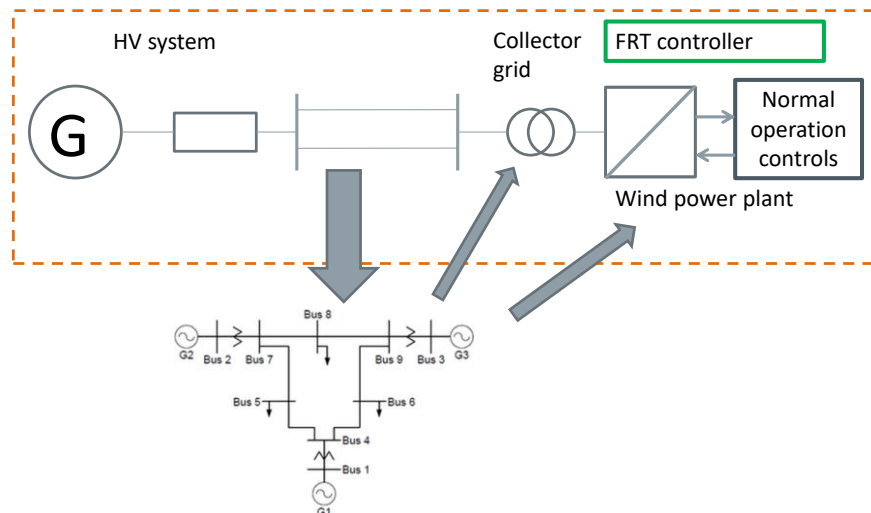 HV system
Collector
grid
FRT controller
G
Normal
operation
controls
Wind power plant
Bus 8
G2
Bus 2
Bus 7
Bus 9
Bus 3
G3
Bus 5
Bus 6
Bus 4
Bus 1
G1